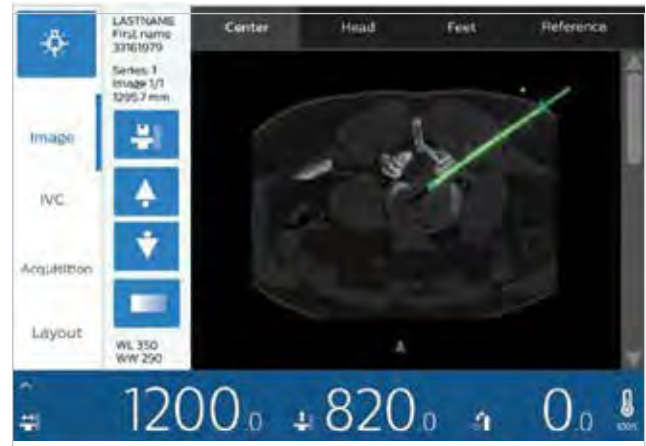 LASTNAME
First name
33161979
Series: 1
Image 1/1
1295.7 mm
Center Head Feet Reference
Image
IVC
Acquisition
Layout
WL 350
WW 290
A
1200.0 820.0 0.0